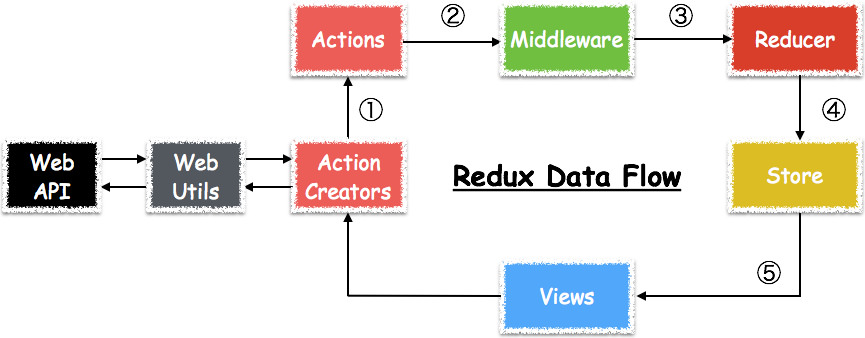 Actions
②
Middleware
③
Reducer
①
④
Web
API
Web
Utils
Action
Creators
Redux Data Flow
Store
⑤
Views